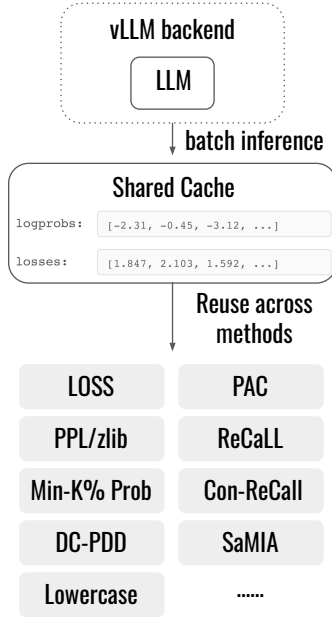 vLLM backend
LLM
batch inference
Shared Cache
logprobs: [-2.31, -0.45, -3.12, ...]
losses: [1.847, 2.103, 1.592, ...]
Reuse across
methods
LOSS
PAC
PPL/zlib
ReCaLL
Min-K% Prob
Con-ReCall
DC-PDD
SaMIA
Lowercase
......